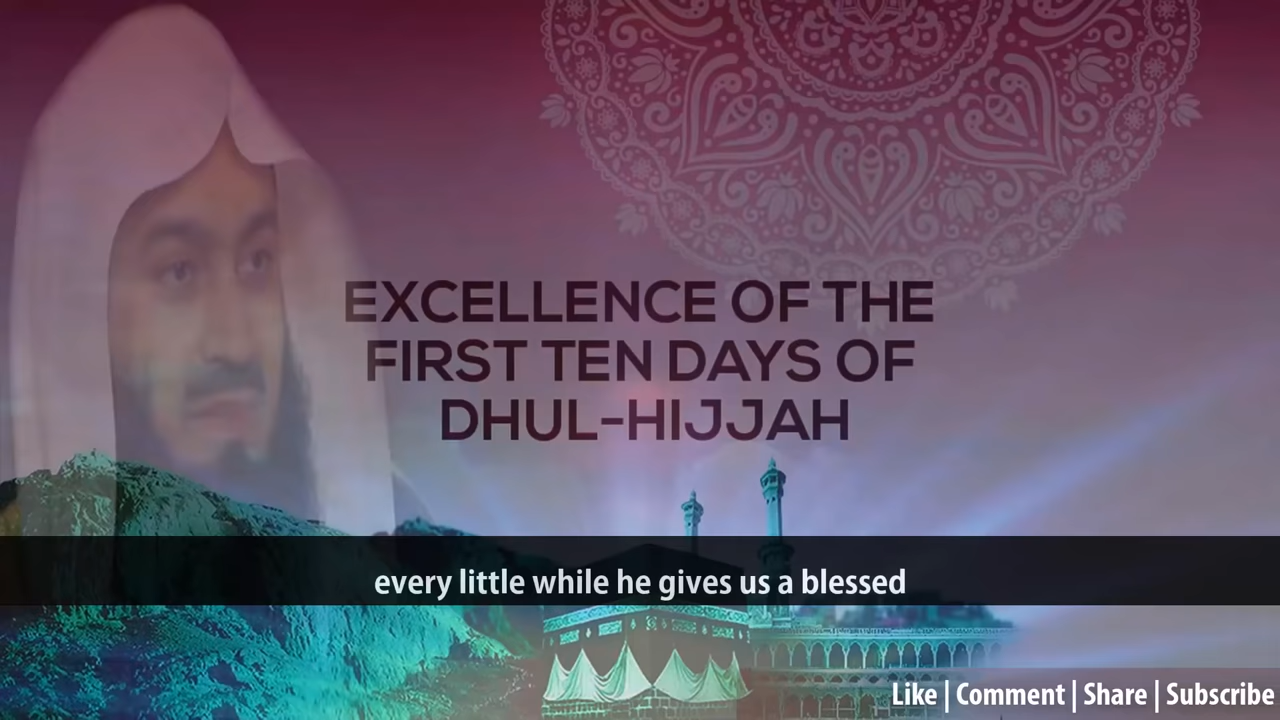 EXCELLENCE OF THE
FIRST TEN DAYS OF
DHUL-HIJJAH
every little while he gives us a blessed
Like | Comment | Share | Subscribe